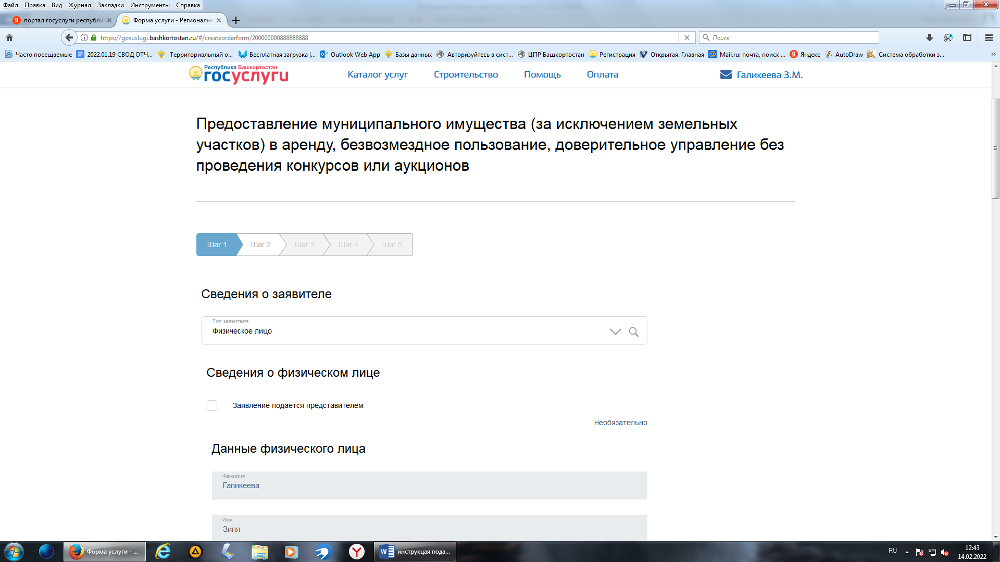 Файл Правка Вид Журнал Закладки Инструменты Справка
портал госуслуги республи
Форма услуги - Региональн
https://gosuslugi.bashkortostan.ru/#/createorderform/200000000888888888
Поиск
Часто посещаемые 2022.01.19 СВОД ОТЧ... Территориальный о... Бесплатная загрузка |... Outlook Web App Базы данных Авторизуйтесь в сист... ЦПР Башкортостан Регистрация Открытая. Главная Mail.ru: почта, поиск ... Яндекс AutoDraw Система обработки з...
Республика Башкортостан
госуслуги
Каталог услуг Строительство Помощь Оплата Галикеева З.М.
Предоставление муниципального имущества (за исключением земельных
участков) в аренду, безвозмездное пользование, доверительное управление без
проведения конкурсов или аукционов
Шаг 1 Шаг 2 Шаг 3 Шаг 4 Шаг 5
Сведения о заявителе
Тип заявителя
Физическое лицо
Сведения о физическом лице
Заявление подается представителем
Необязательно
Данные физического лица
Фамилия
Галикеева
Имя
Зиля
Форма услуги - ...
инструкцая пода...
RU
12:43
14.02.2022